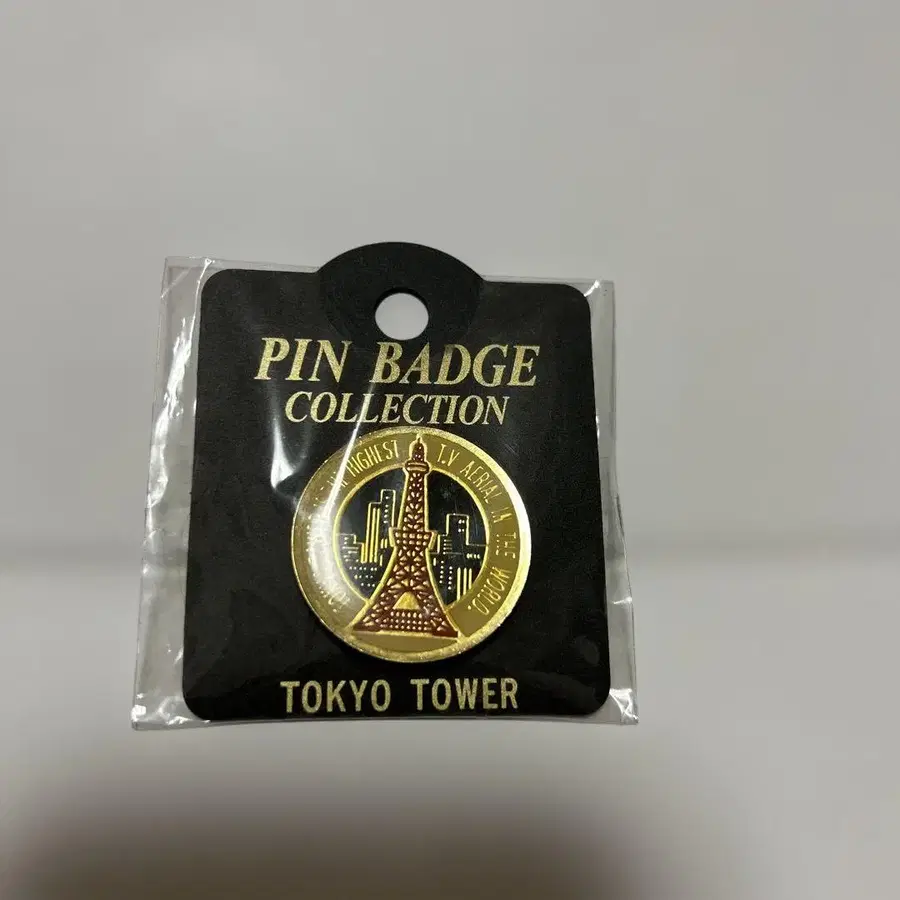 PIN BADGE
COLLECTION
HIGHEST T.V AERIAL IN THE WORLD.
TOKYO TOWER